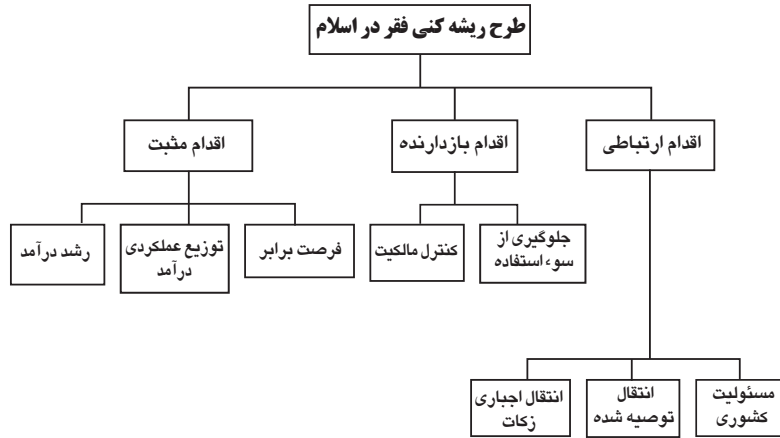 طرح ریشه کنی فقر در اسلام
اقدام ارتباطی
اقدام بازدارنده
اقدام مثبت
جلوگیری از
سوء استفاده
کنترل مالکیت
فرصت برابر
توزیع عملکردی
درآمد
رشد درآمد
مسئولیت
کشوری
انتقال
توصیه شده
انتقال اجباری
زکات